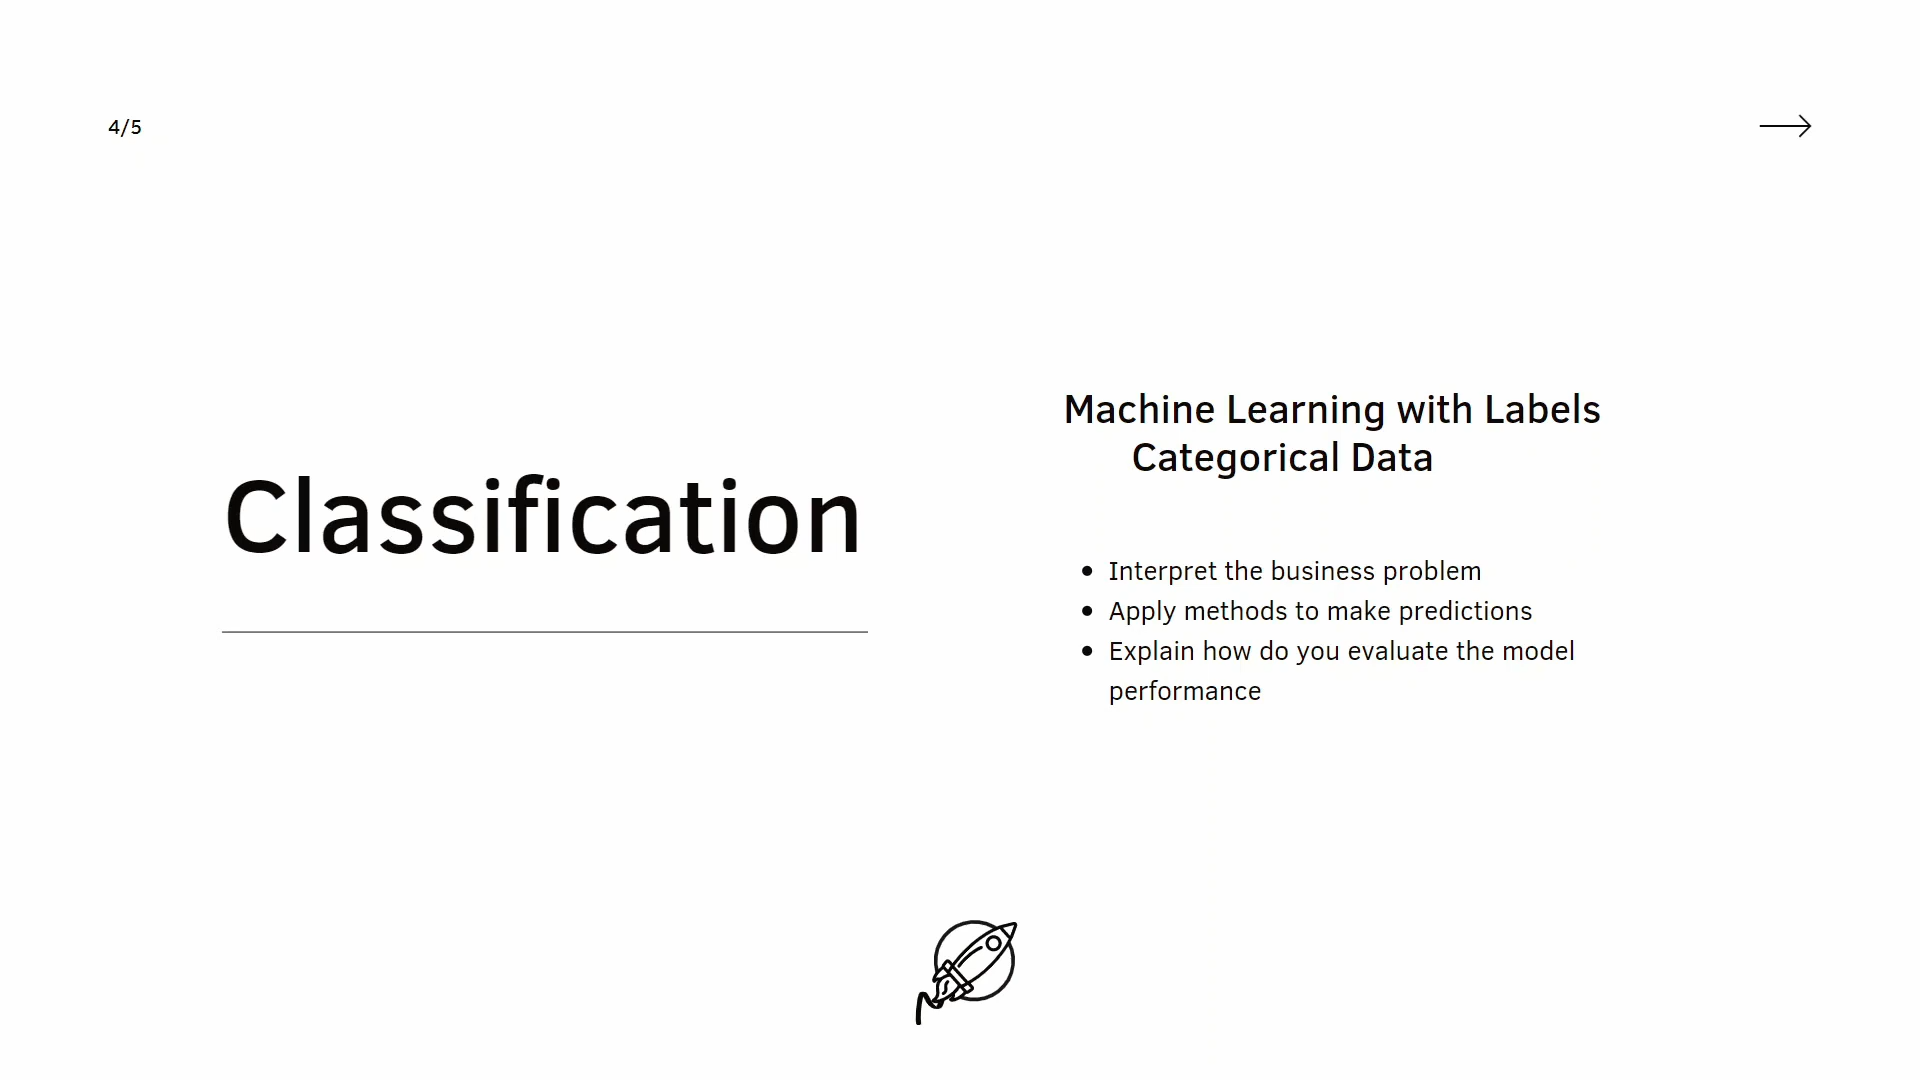 4/5
Classification
Machine Learning with Labels
Categorical Data
Interpret the business problem
Apply methods to make predictions
Explain how do you evaluate the model
performance